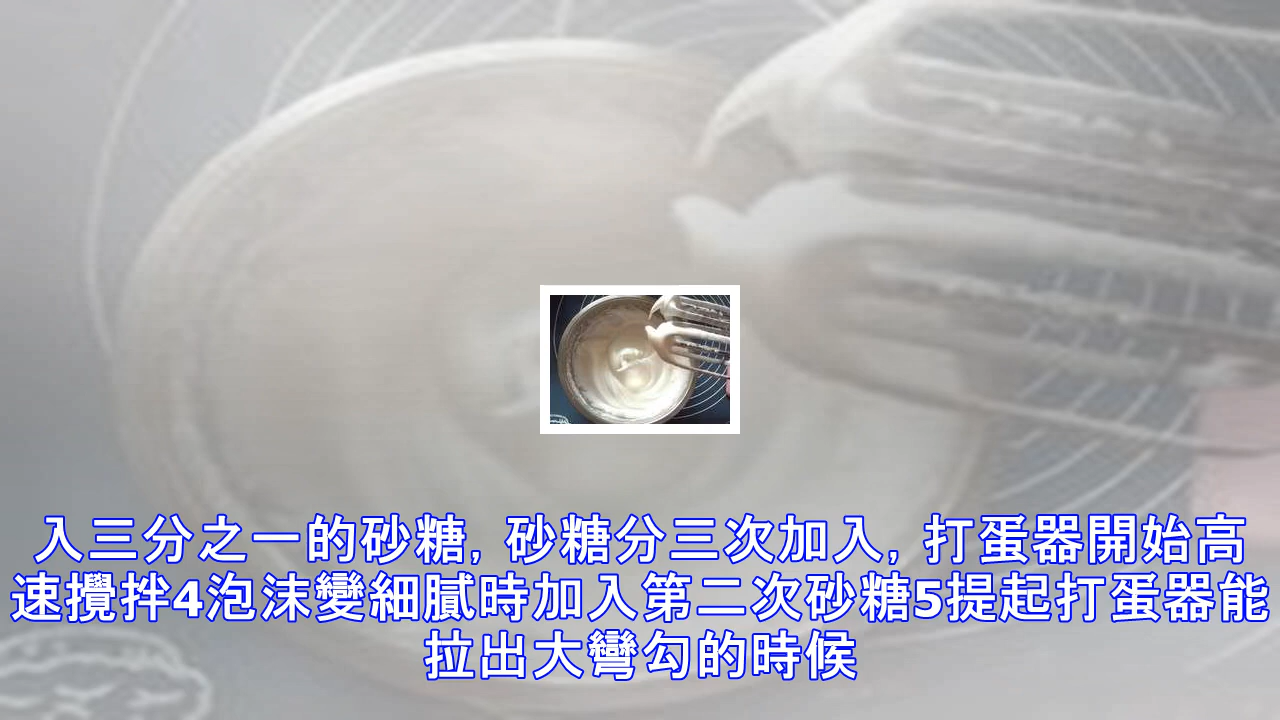 入三分之一的砂糖, 砂糖分三次加入, 打蛋器開始高
速攪拌4泡沫變細膩時加入第二次砂糖5提起打蛋器能
拉出大彎勾的時候